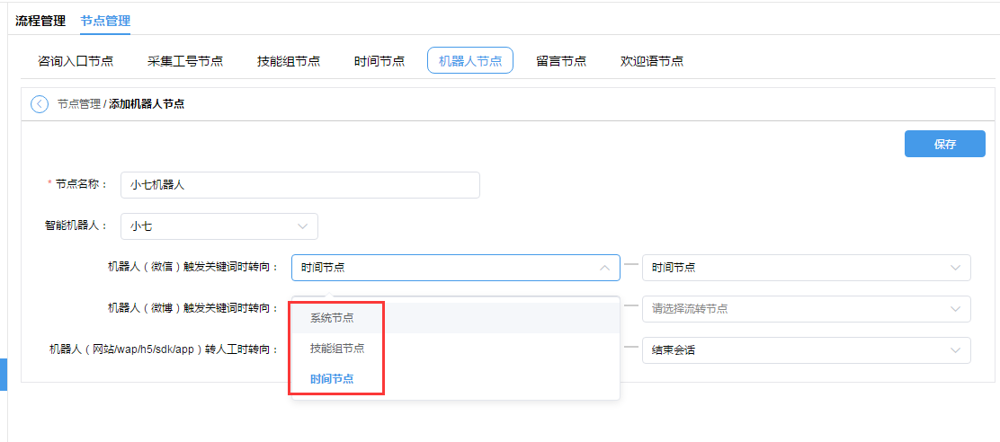 流程管理 节点管理
咨询入口节点 采集工号节点 技能组节点 时间节点 机器人节点 留言节点 欢迎语节点
节点管理 / 添加机器人节点
保存
* 节点名称： 小七机器人
智能机器人： 小七
机器人（微信）触发关键词时转向： 时间节点 — 时间节点
机器人（微博）触发关键词时转向： — 请选择流转节点
系统节点
机器人（网站/wap/h5/sdk/app）转人工时转向： — 结束会话
技能组节点
时间节点